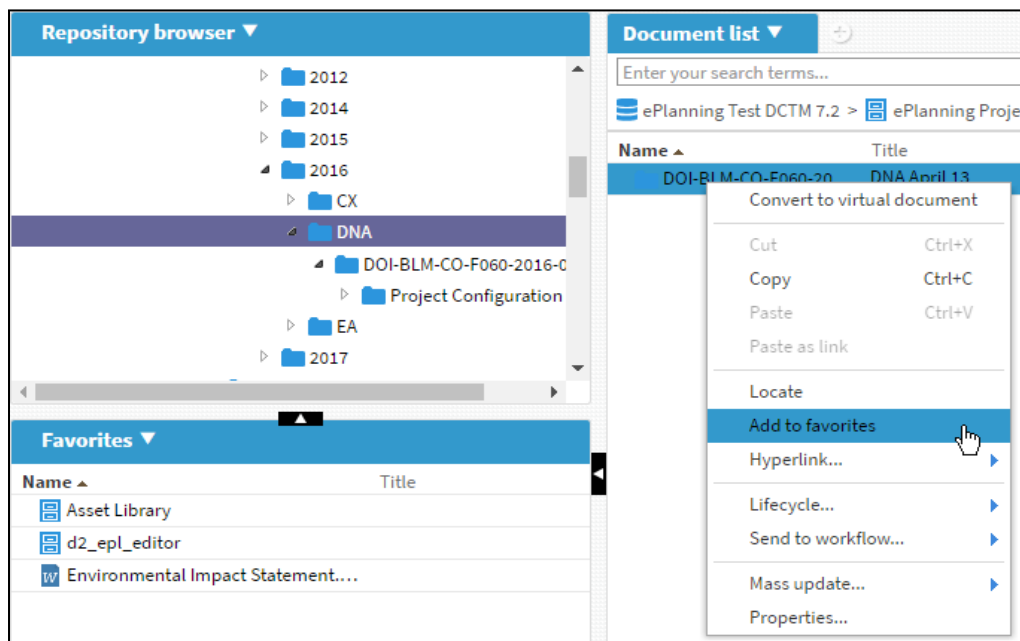 Repository browser
2012
2014
2015
2016
CX
DNA
DOI-BLM-CO-F060-2016-0
Project Configuration
EA
2017
Favorites
Name Title
Asset Library
d2_epl_editor
Environmental Impact Statement....
Document list
Enter your search terms...
ePlanning Test DCTM 7.2 > ePlanning Proje
Name Title
DOI-BLM-CO-F060-20 DNA April 13
Convert to virtual document
Cut Ctrl+X
Copy Ctrl+C
Paste Ctrl+V
Paste as link
Locate
Add to favorites
Hyperlink...
Lifecycle...
Send to workflow...
Mass update...
Properties...